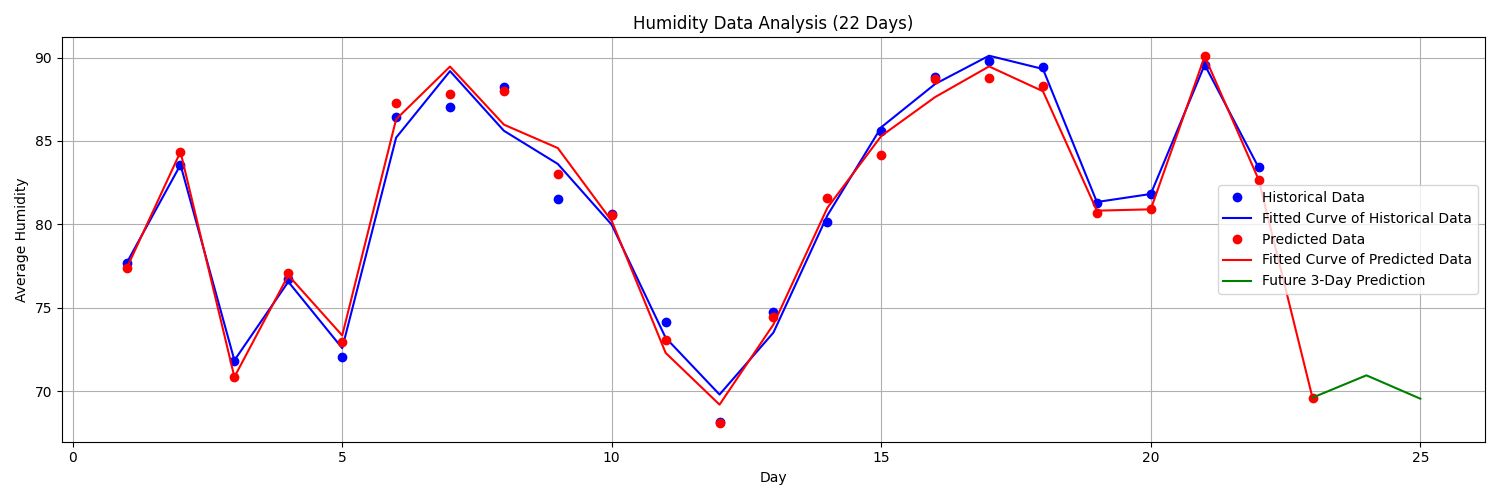 Humidity Data Analysis (22 Days)
Average Humidity
90
85
80
75
70
Historical Data
Fitted Curve of Historical Data
Predicted Data
Fitted Curve of Predicted Data
Future 3-Day Prediction
0 5 10 15 20 25
Day